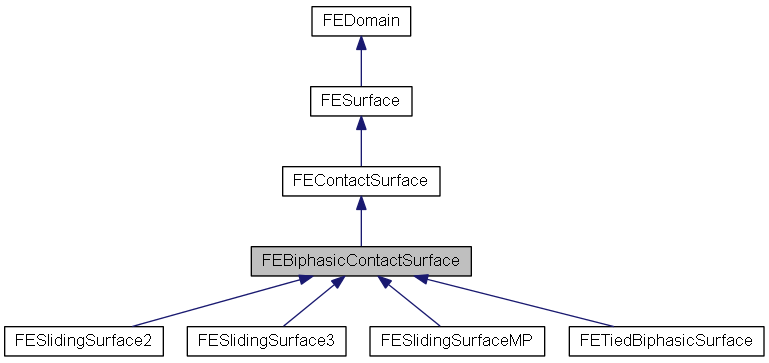 FEDomain
FESurface
FEContactSurface
FEBiphasicContactSurface
FESlidingSurface2
FESlidingSurface3
FESlidingSurfaceMP
FETiedBiphasicSurface